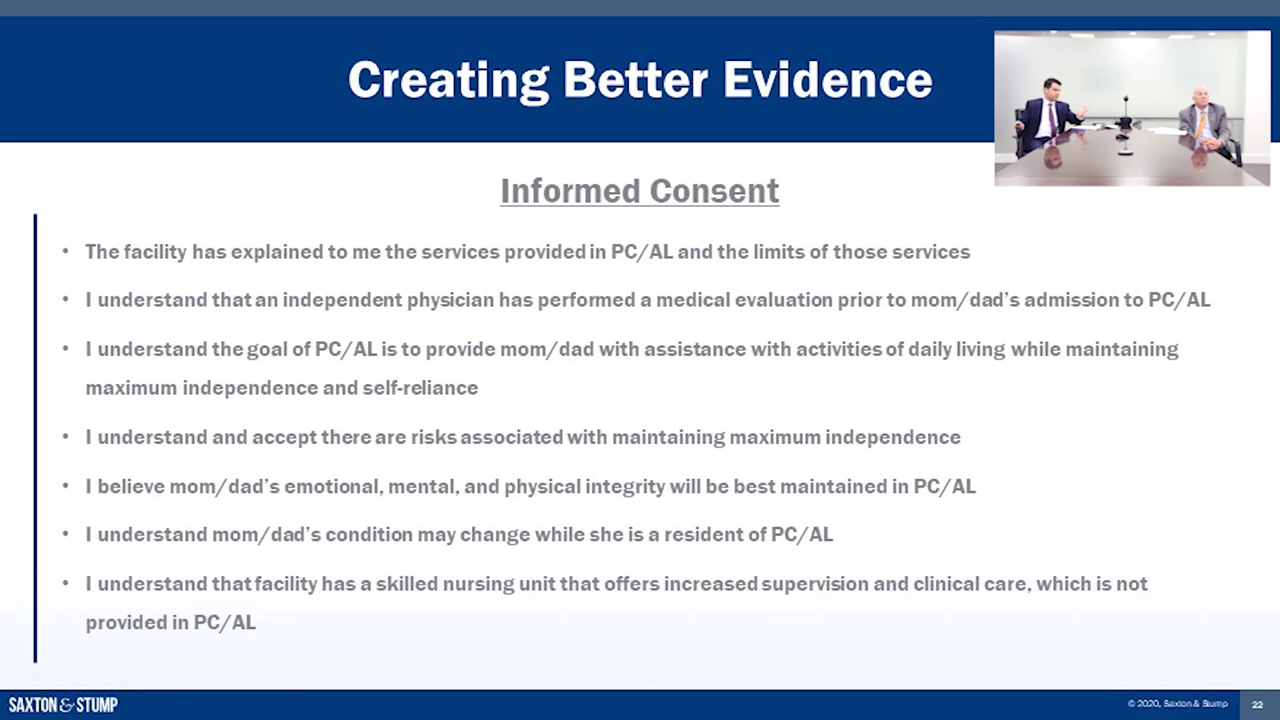 Creating Better Evidence
Informed Consent
• The facility has explained to me the services provided in PC/AL and the limits of those services
• I understand that an independent physician has performed a medical evaluation prior to mom/dad's admission to PC/AL
• I understand the goal of PC/AL is to provide mom/dad with assistance with activities of daily living while maintaining
maximum independence and self-reliance
• I understand and accept there are risks associated with maintaining maximum independence
• I believe mom/dad's emotional, mental, and physical integrity will be best maintained in PC/AL
• I understand mom/dad's condition may change while she is a resident of PC/AL
• I understand that facility has a skilled nursing unit that offers increased supervision and clinical care, which is not
provided in PC/AL
SAXTON & STUMP
© 2020, Saxton & Stump
22